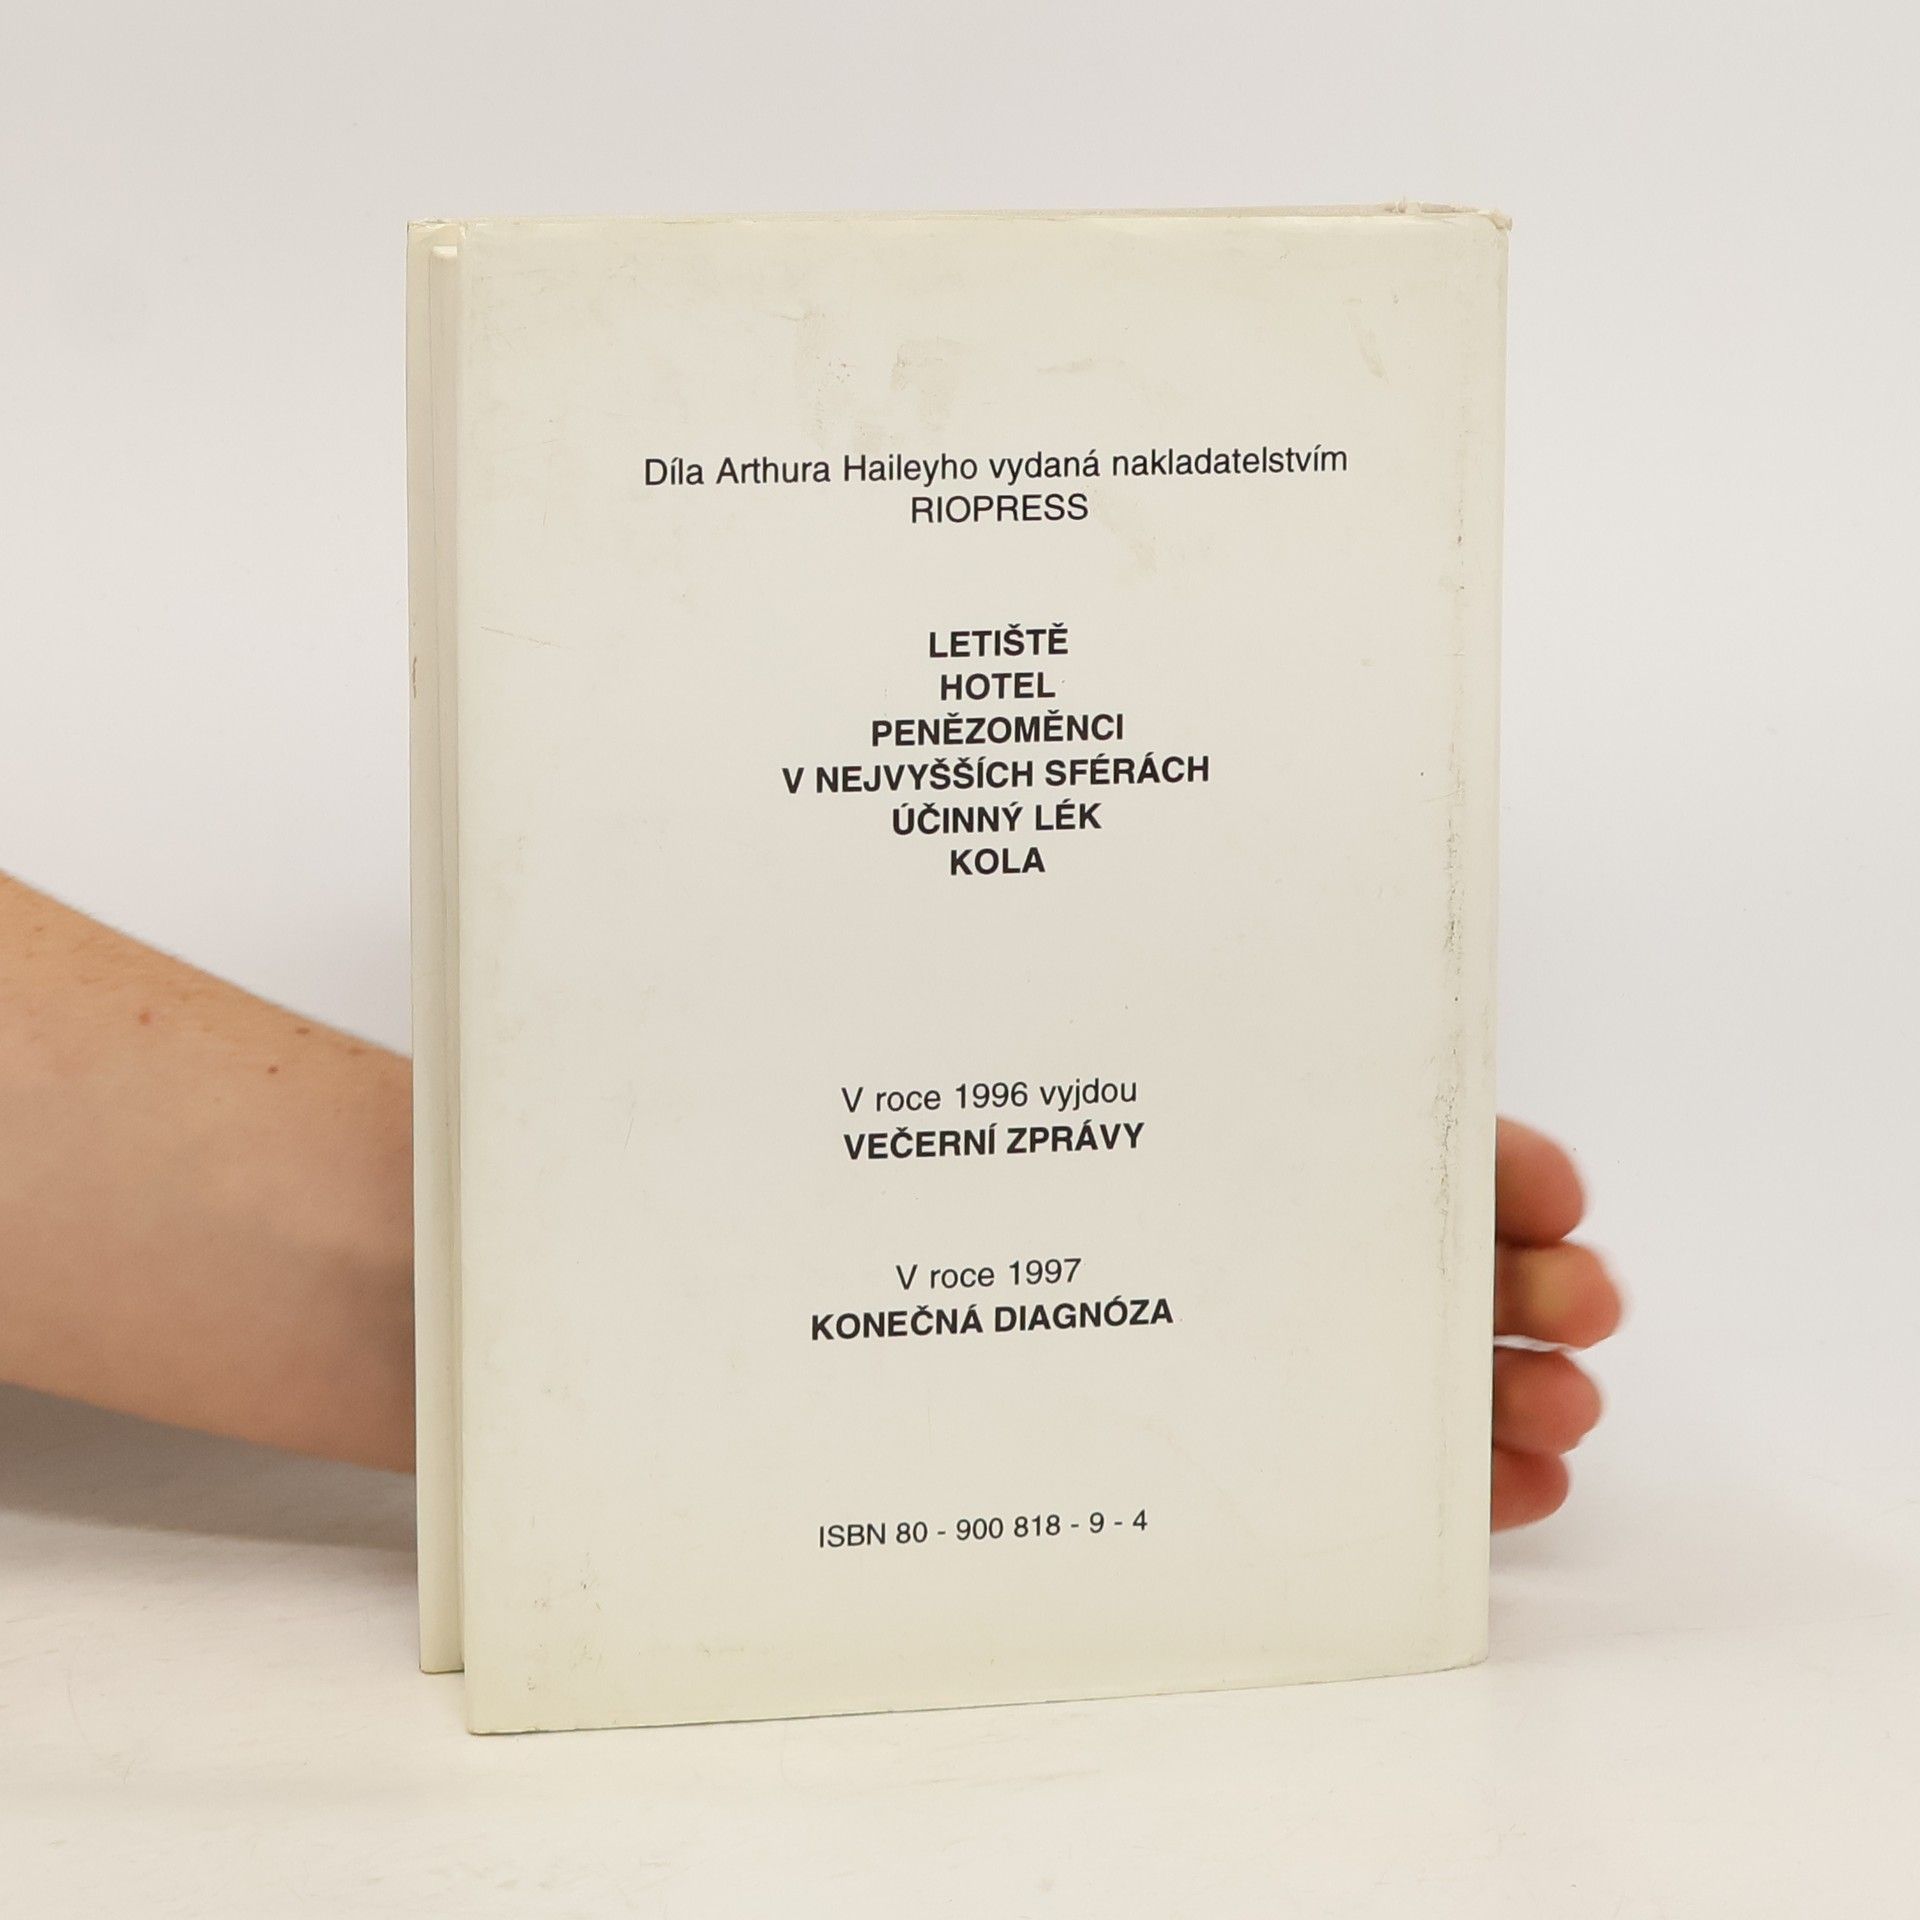 Díla Arthura Haileyho vydaná nakladatelstvím
RIOPRESS
LETIŠTĚ
HOTEL
PENĚZOMĚNCI
V NEJVYŠŠÍCH SFÉRÁCH
ÚČINNÝ LÉK
KOLA
V roce 1996 vyjdou
VEČERNÍ ZPRÁVY
V roce 1997
KONEČNÁ DIAGNÓZA
ISBN 80 - 900 818 - 9 - 4